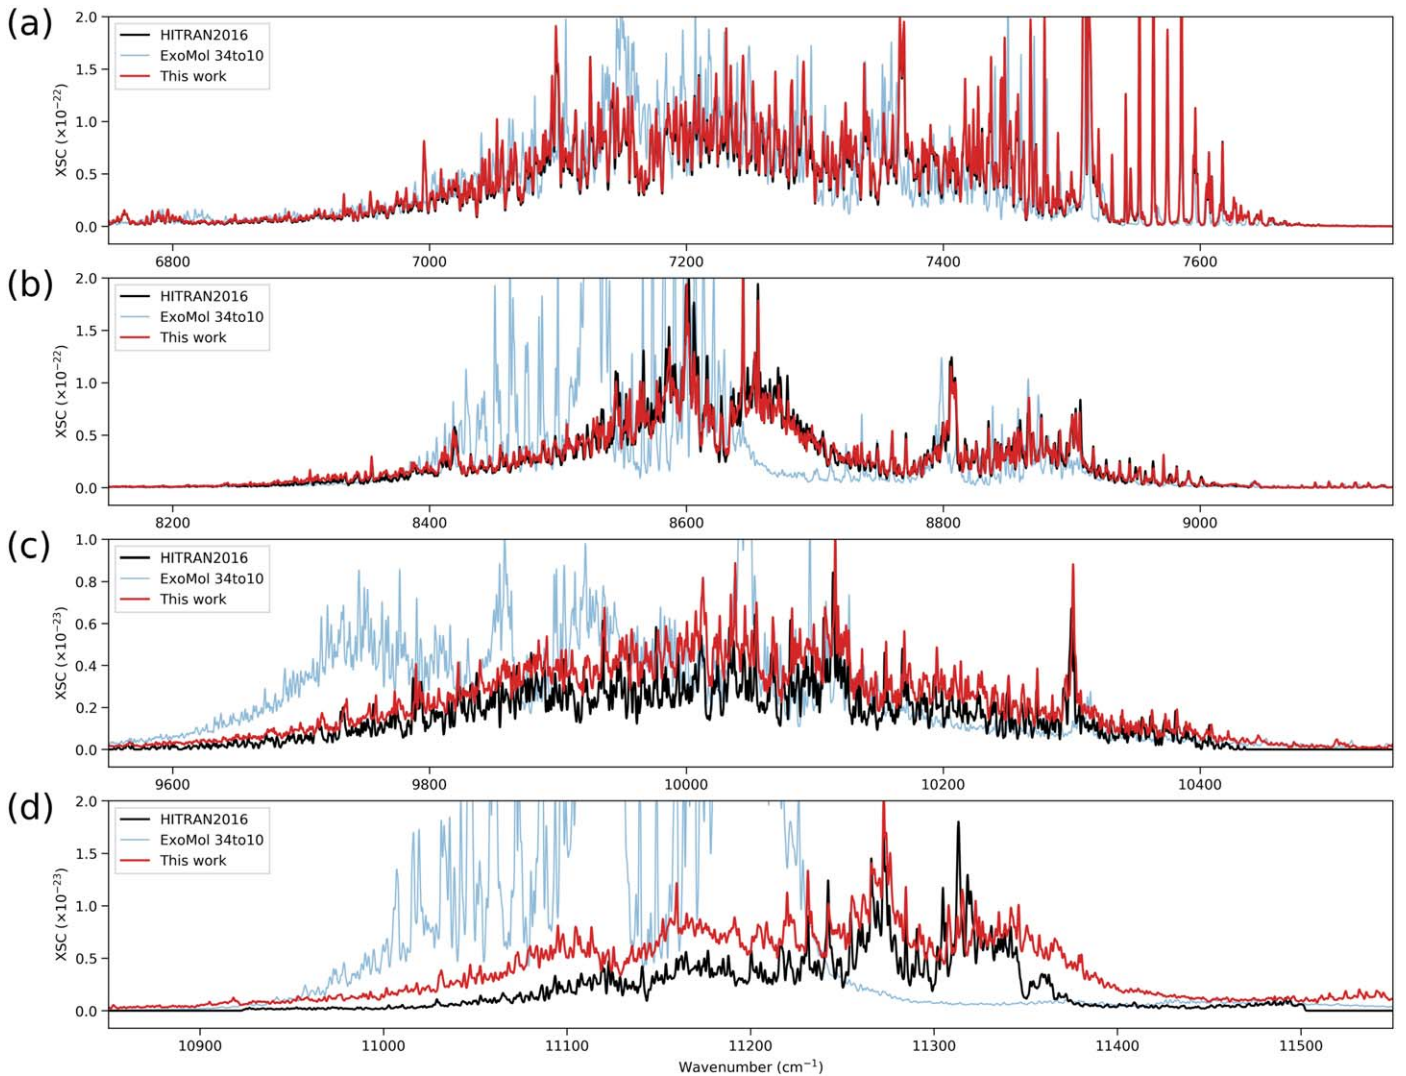 (a)
XSC (×10⁻²²)
2.0
1.5
1.0
0.5
0.0
HITRAN2016
ExoMol 34to10
This work
6800 7000 7200 7400 7600
(b)
XSC (×10⁻²²)
2.0
1.5
1.0
0.5
0.0
HITRAN2016
ExoMol 34to10
This work
8200 8400 8600 8800 9000
(c)
XSC (×10⁻²³)
1.0
0.8
0.6
0.4
0.2
0.0
HITRAN2016
ExoMol 34to10
This work
9600 9800 10000 10200 10400
(d)
XSC (×10⁻²³)
2.0
1.5
1.0
0.5
0.0
HITRAN2016
ExoMol 34to10
This work
10900 11000 11100 11200 11300 11400 11500
Wavenumber (cm⁻¹)